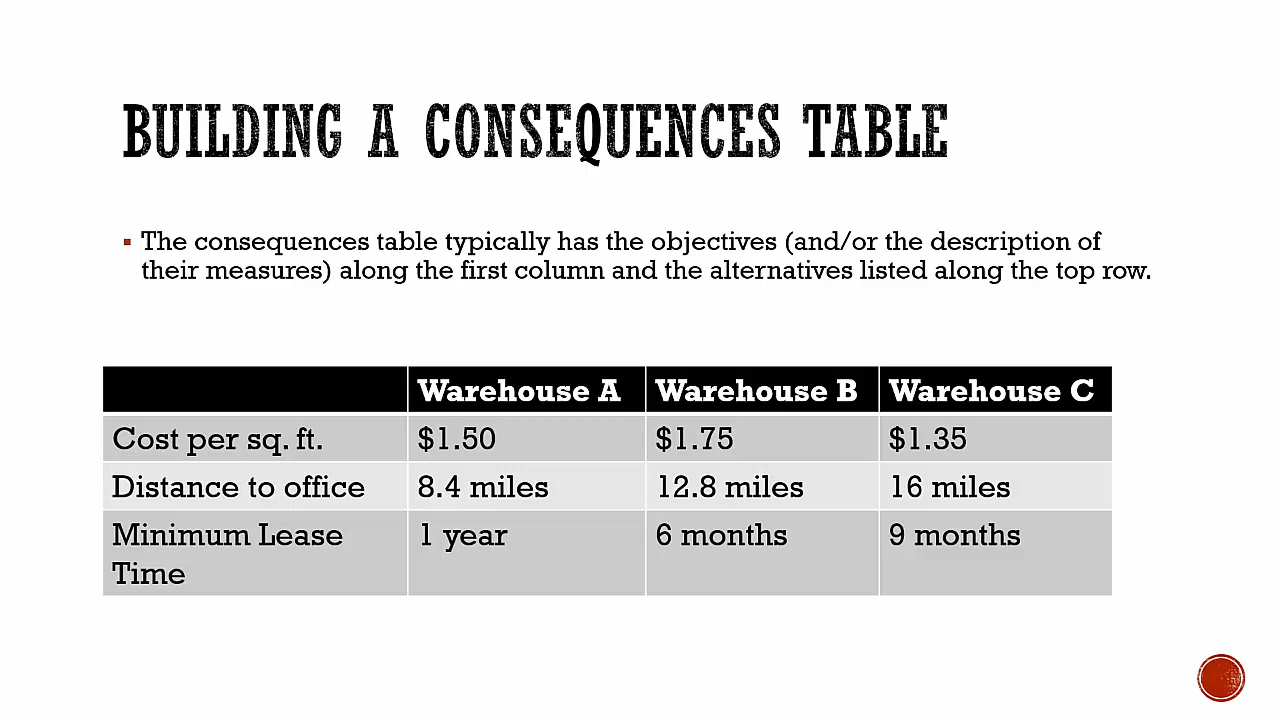 BUILDING A CONSEQUENCES TABLE
The consequences table typically has the objectives (and/or the description of
their measures) along the first column and the alternatives listed along the top row.
Warehouse A Warehouse B Warehouse C
Cost per sq. ft. $1.50 $1.75 $1.35
Distance to office 8.4 miles 12.8 miles 16 miles
Minimum Lease 1 year 6 months 9 months
Time